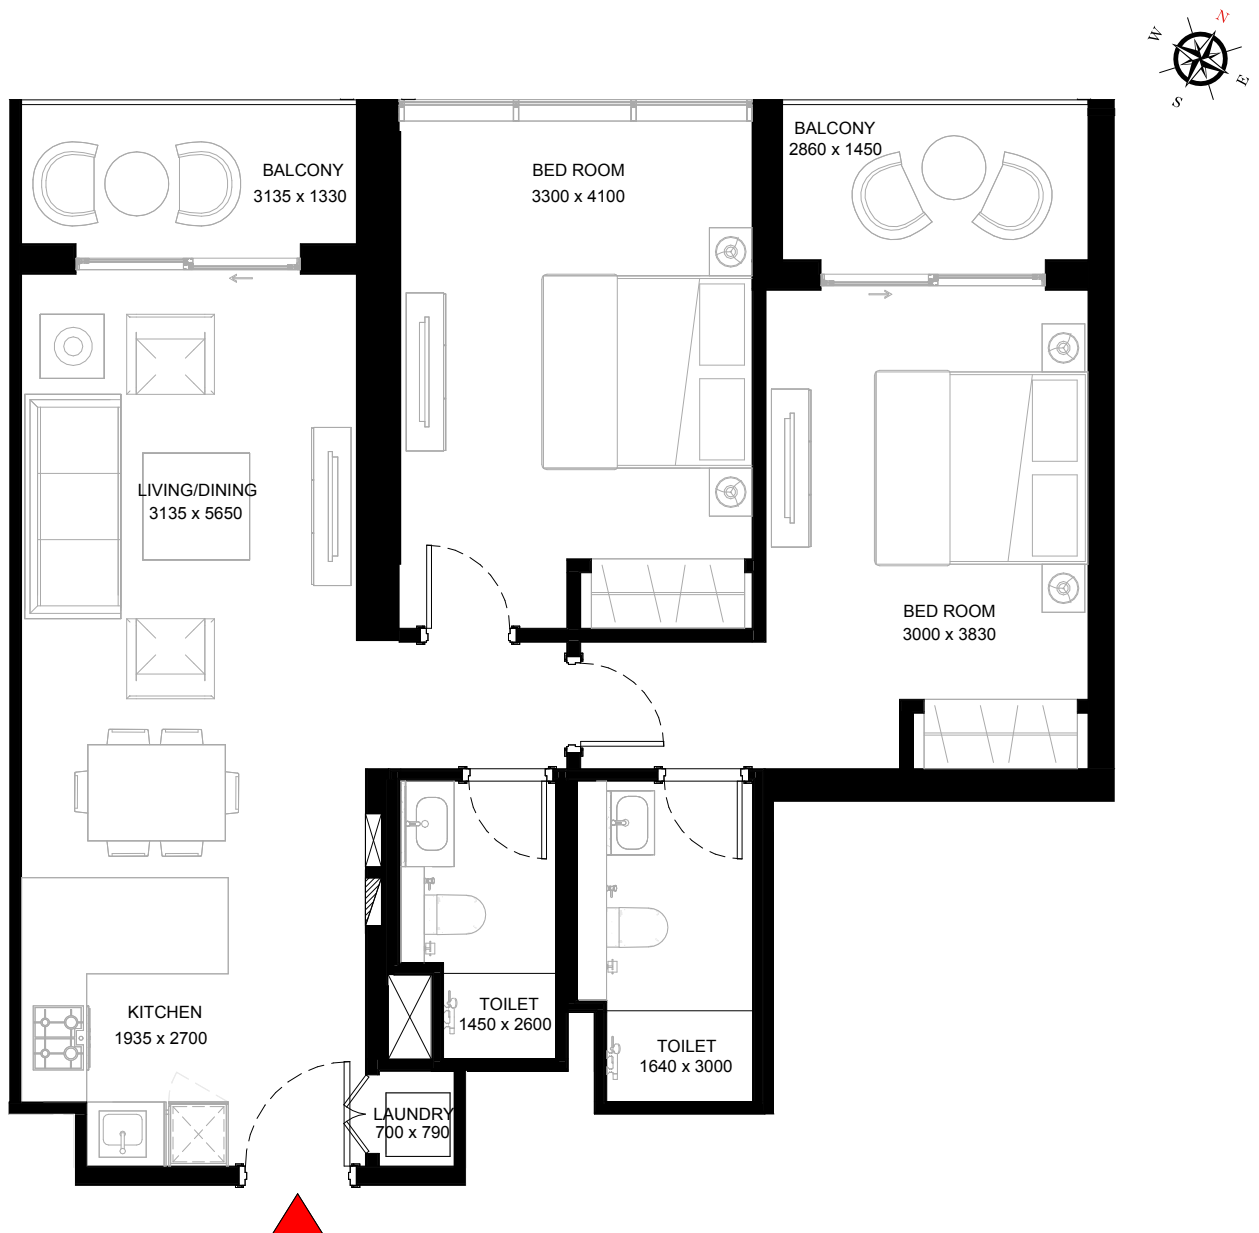 N
W
E
S
BALCONY
3135 x 1330
BED ROOM
3300 x 4100
BALCONY
2860 x 1450
LIVING/DINING
3135 x 5650
BED ROOM
3000 x 3830
KITCHEN
1935 x 2700
TOILET
1450 x 2600
TOILET
1640 x 3000
LAUNDRY
700 x 790